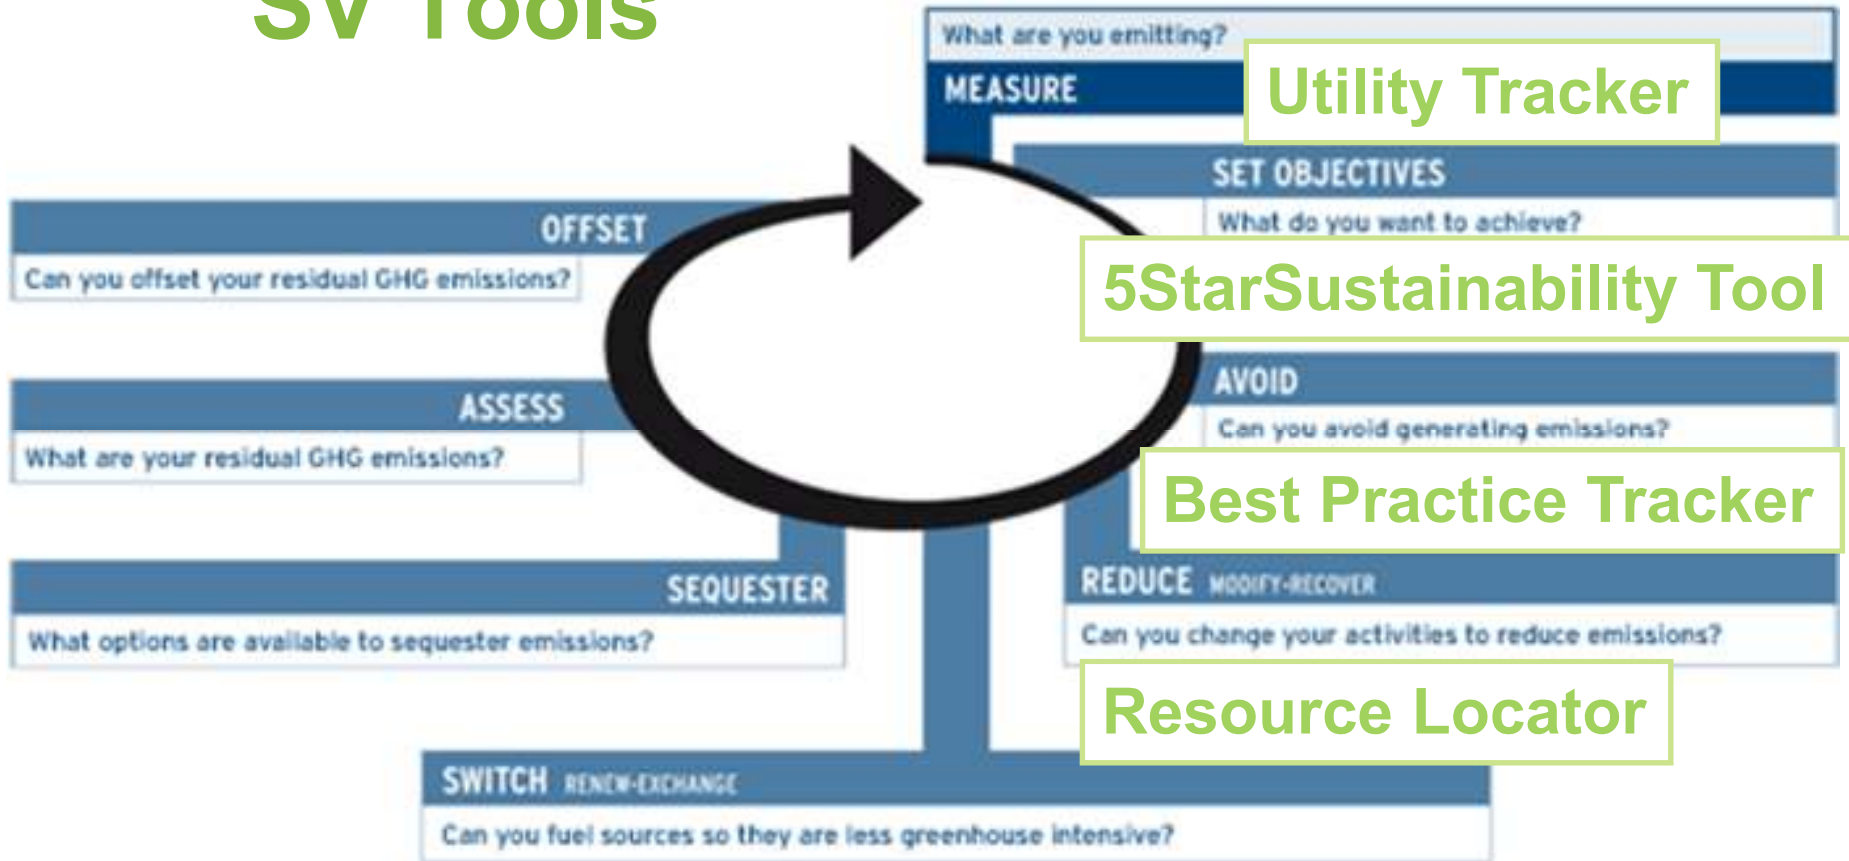 SV Tools
What are you emitting?
MEASURE
Utility Tracker
SET OBJECTIVES
What do you want to achieve?
5StarSustainability Tool
AVOID
Can you avoid generating emissions?
Best Practice Tracker
REDUCE MODIFY-RECOVER
Can you change your activities to reduce emissions?
Resource Locator
SWITCH RENEW-EXCHANGE
Can you fuel sources so they are less greenhouse intensive?
SEQUESTER
What options are available to sequester emissions?
ASSESS
What are your residual GHG emissions?
OFFSET
Can you offset your residual GHG emissions?